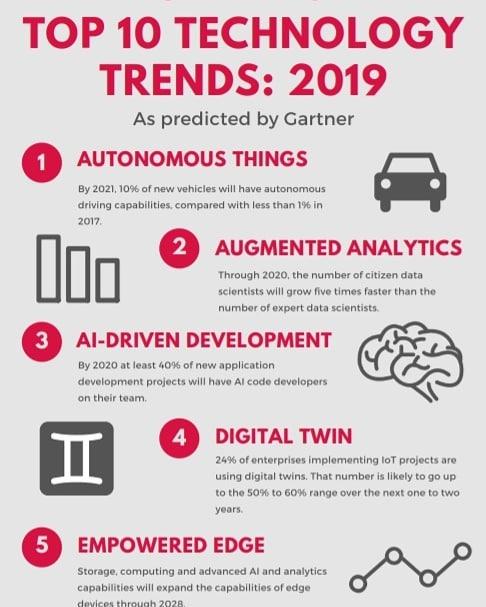 TOP 10 TECHNOLOGY
TRENDS: 2019
As predicted by Gartner
1
AUTONOMOUS THINGS
By 2021, 10% of new vehicles will have autonomous
driving capabilities, compared with less than 1% in
2017.
2
AUGMENTED ANALYTICS
Through 2020, the number of citizen data
scientists will grow five times faster than the
number of expert data scientists.
3
AI-DRIVEN DEVELOPMENT
By 2020 at least 40% of new application
development projects will have AI code developers
on their team.
4
DIGITAL TWIN
24% of enterprises implementing IoT projects are
using digital twins. That number is likely to go up
to the 50% to 60% range over the next one to two
years.
5
EMPOWERED EDGE
Storage, computing and advanced AI and analytics
capabilities will expand the capabilities of edge
devices through 2028.